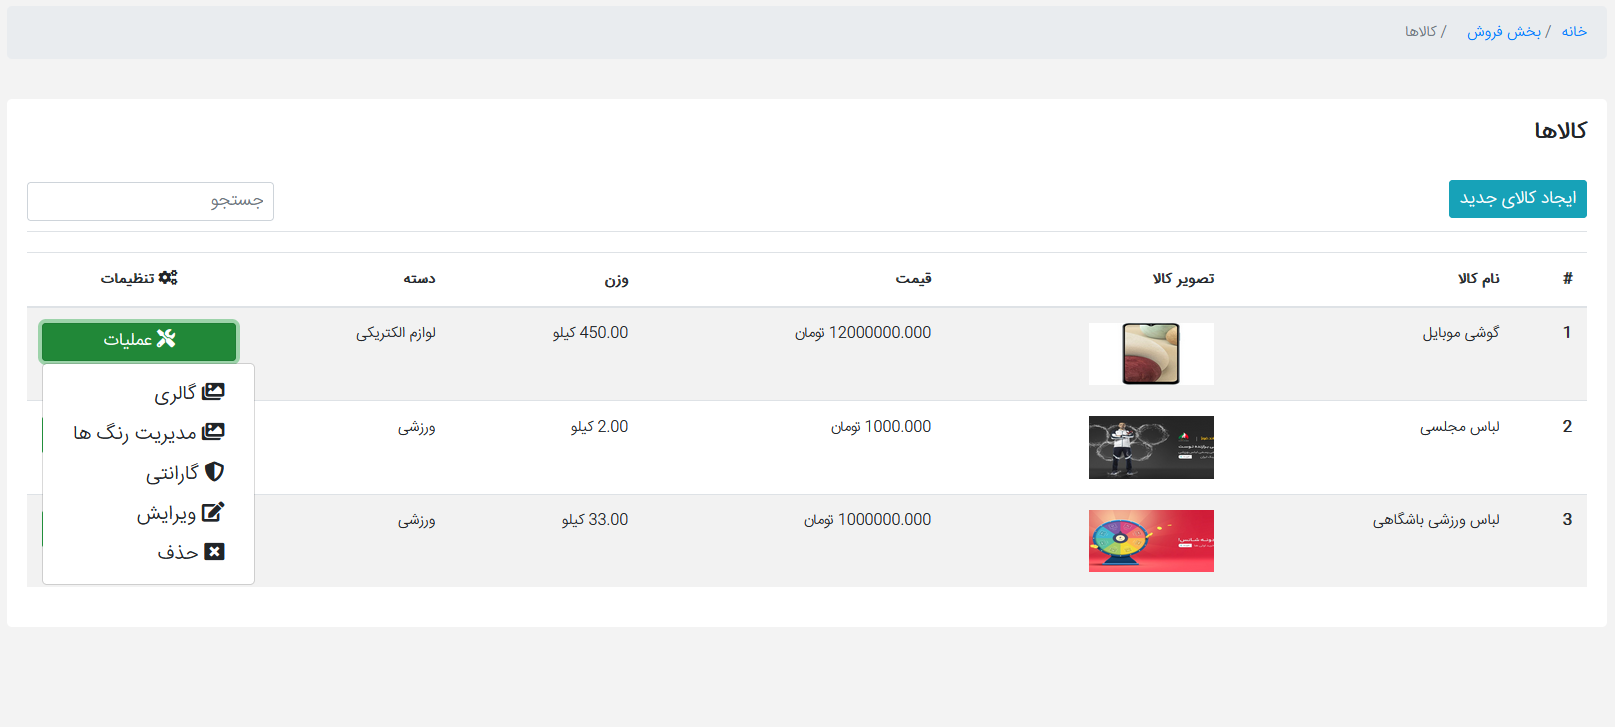 خانه / بخش فروش / کالاها
کالاها
ایجاد کالای جدید
جستجو
# نام کالا تصویر کالا قیمت وزن دسته تنظیمات
1 گوشی موبایل 12000000.000 تومان 450.00 کیلو لوازم الکتریکی عملیات
گالری
مدیریت رنگ ها
گارانتی
ویرایش
حذف
2 لباس مجلسی 1000.000 تومان 2.00 کیلو ورزشی
3 لباس ورزشی باشگاهی 1000000.000 تومان 33.00 کیلو ورزشی